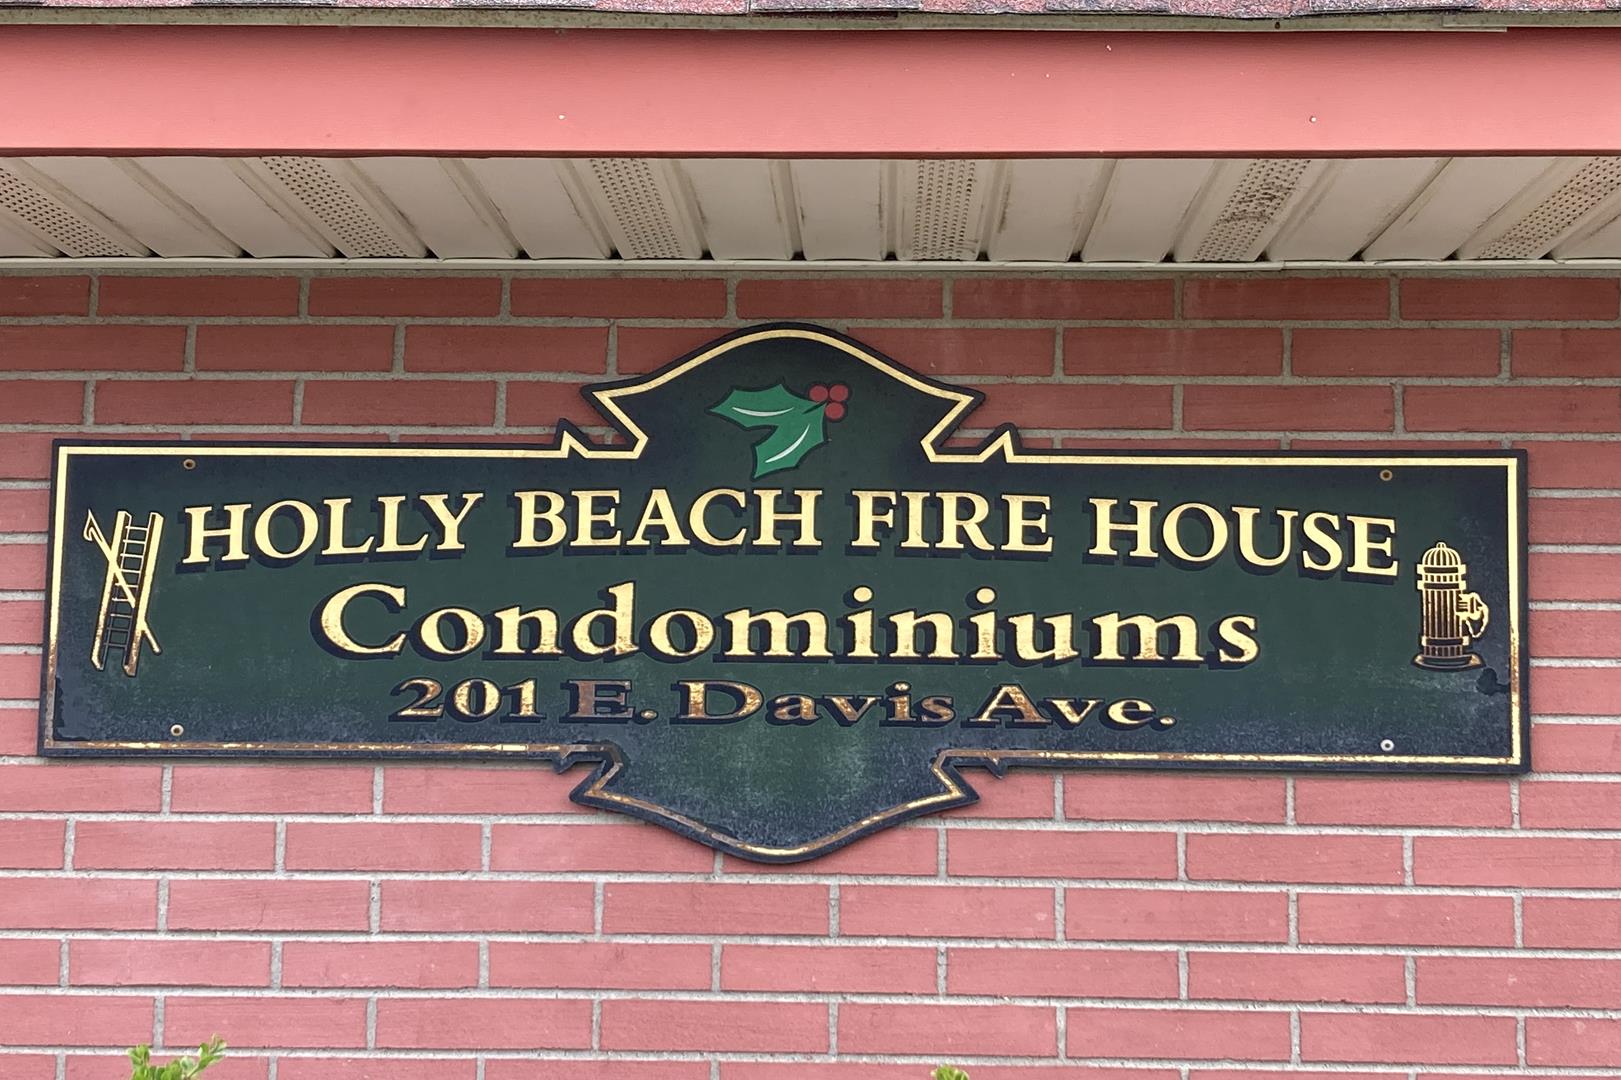 HOLLY BEACH FIRE HOUSE
Condominiums
201 E. Davis Ave.